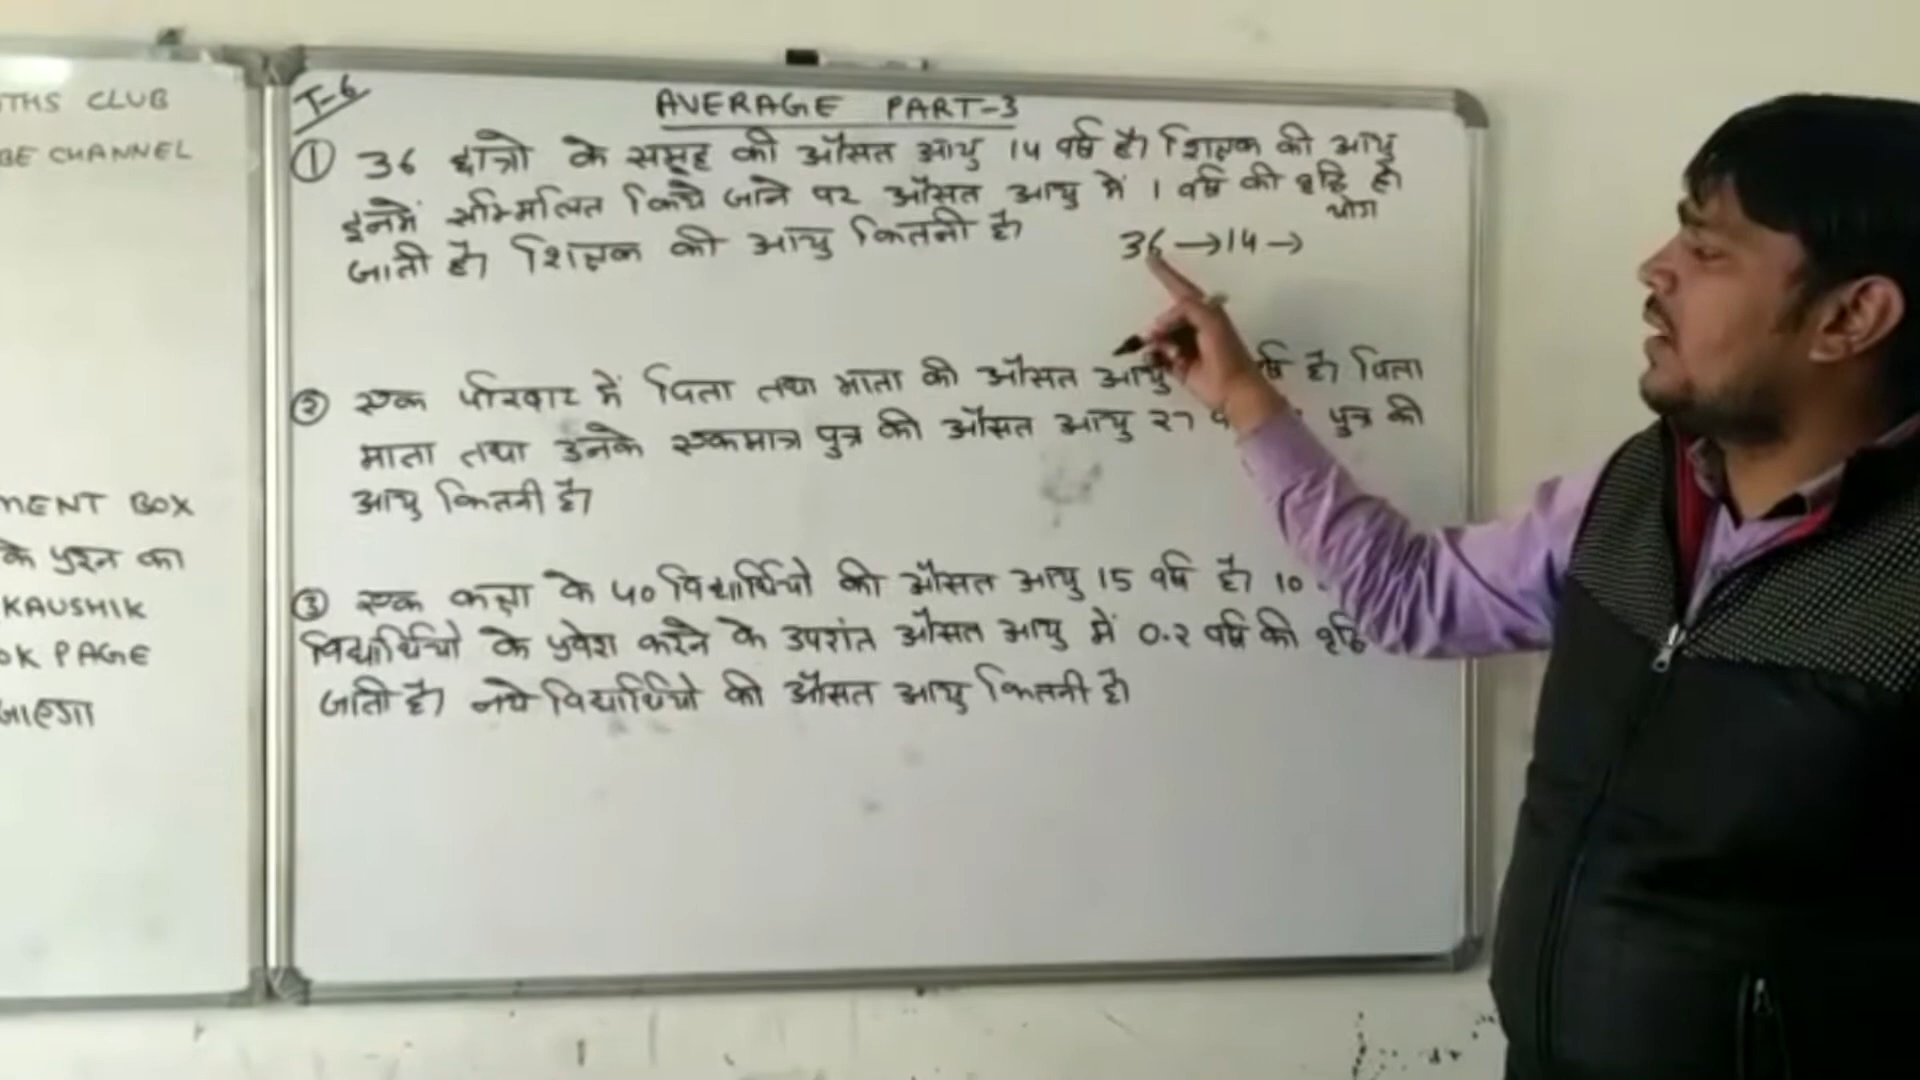 THS CLUB
BE CHANNEL
MENT BOX
के प्रश्न का
KAUSHIK
OK PAGE
जाएगा
T-6
AVERAGE PART-3
① 36 छात्रो के समूह की औसत आयु 14 वर्ष है। शिक्षक की आयु
इनमें सम्मिलित किये जाने पर औसत आयु में 1 वर्ष की वृद्धि हो
जाती है। शिक्षक की आयु कितनी है।
योग
36 → 14 →
② एक परिवार में पिता तथा माता की औसत आयु र्ष है। पिता
माता तथा उनके एकमात्र पुत्र की औसत आयु 27 व पुत्र की
आयु कितनी है।
③ एक कक्षा के 40 विद्यार्थियो की औसत आयु 15 वर्ष है। 10
विद्यार्थियो के प्रवेश करने के उपरांत औसत आयु में 0.2 वर्ष की वृद्धि
जाती है। नये विद्यार्थियो की औसत आयु कितनी है।